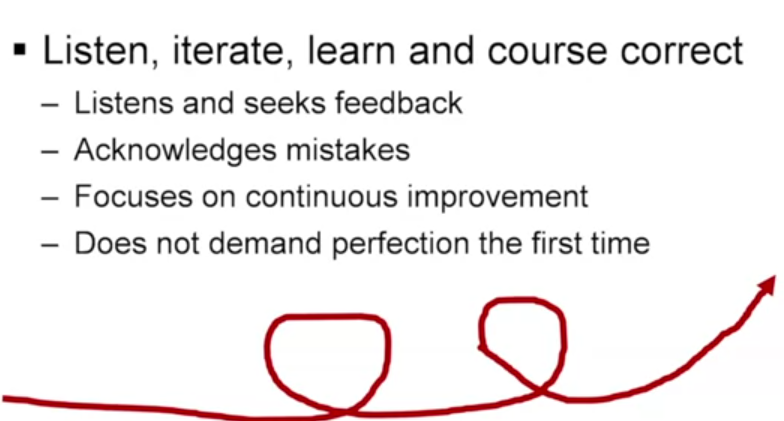 ▪ Listen, iterate, learn and course correct
– Listens and seeks feedback
– Acknowledges mistakes
– Focuses on continuous improvement
– Does not demand perfection the first time